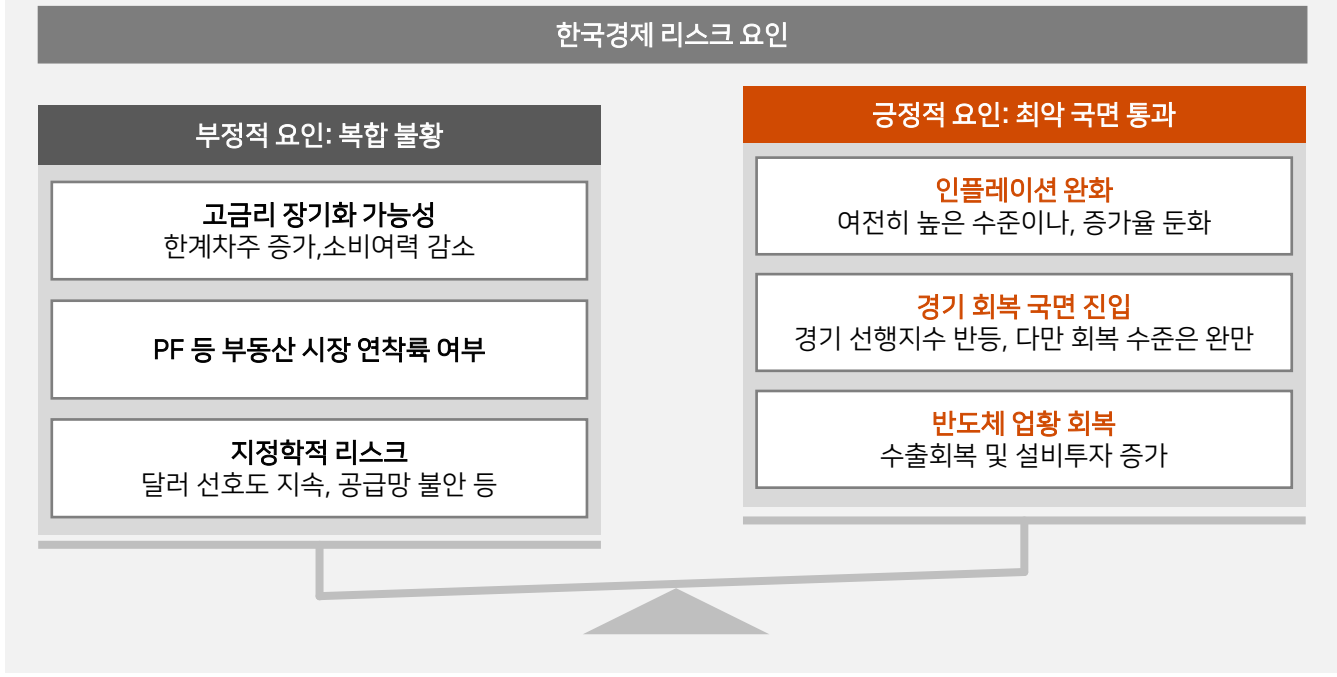 한국경제 리스크 요인
부정적 요인: 복합 불황
고금리 장기화 가능성
한계차주 증가,소비여력 감소
PF 등 부동산 시장 연착륙 여부
지정학적 리스크
달러 선호도 지속, 공급망 불안 등
긍정적 요인: 최악 국면 통과
인플레이션 완화
여전히 높은 수준이나, 증가율 둔화
경기 회복 국면 진입
경기 선행지수 반등, 다만 회복 수준은 완만
반도체 업황 회복
수출회복 및 설비투자 증가